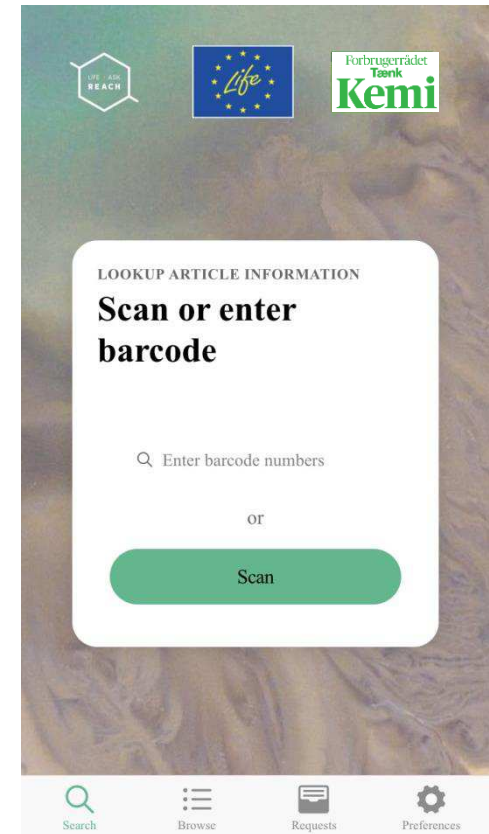 LIFE ASK
REACH
Life
Forbrugerrådet
Tænk
Kemi
LOOKUP ARTICLE INFORMATION
Scan or enter
barcode
Enter barcode numbers
or
Scan
Search
Browse
Requests
Preferences